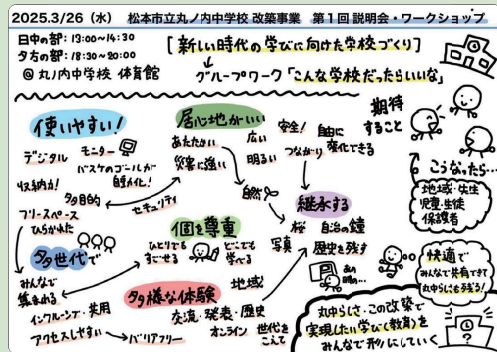 2025.3/26（水） 松本市立丸ノ内中学校 改築事業 第1回説明会・ワークショップ
日中の部：13:00〜14:30
夕方の部：18:30〜20:00
@ 丸ノ内中学校 体育館
[新しい時代の学びに向けた学校づくり]
グループワーク「こんな学校だったらいいな」
使いやすい！
デジタル モニター
バスケのゴールが
自動化！
収納力！
多目的
フリースペース
ひらかれた
セキュリティ
居心地がいい
あたたかい 広い
災害に強い 明るい
自然
安全！
つながり
自由に
変化できる
継承する
桜 自治の鐘
写真 歴史を残す
あの
時の…
個を尊重
ひとりでも
すごせる
どこでも
学べる
多世代で
みんなで
集まれる
インクルーシブ・共用
アクセスしやすい
バリアフリー
多様な体験
地域
交流・発表・歴史
オンライン 世代を
こえて
期待
すること
こうなったら…
地域・先生
児童・生徒
保護者
快適で
みんなで共有できて
丸中らしさも残る！
丸中らしさ・この改築で
実現したい学び（教育）を
みんなで形にしていく